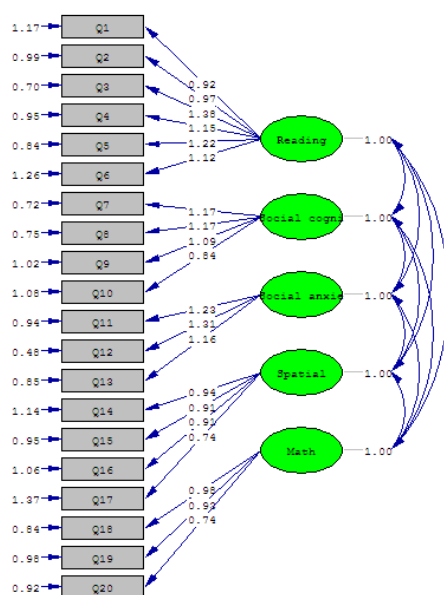 1.17 Q1
0.99 Q2
0.92
0.70 Q3
0.97
1.38
0.95 Q4
1.15
0.84 Q5
1.22
Reading 1.00
1.12
1.26 Q6
0.72 Q7
1.17
Social cogni 1.00
0.75 Q8
1.17
1.09
1.02 Q9
0.84
1.08 Q10
Social anxie 1.00
1.23
0.94 Q11
1.31
0.48 Q12
1.16
0.85 Q13
Spatial 1.00
0.94
1.14 Q14
0.91
0.95 Q15
0.74
1.06 Q16
Math 1.00
1.37 Q17
0.98
0.84 Q18
0.93
0.98 Q19
0.74
0.92 Q20